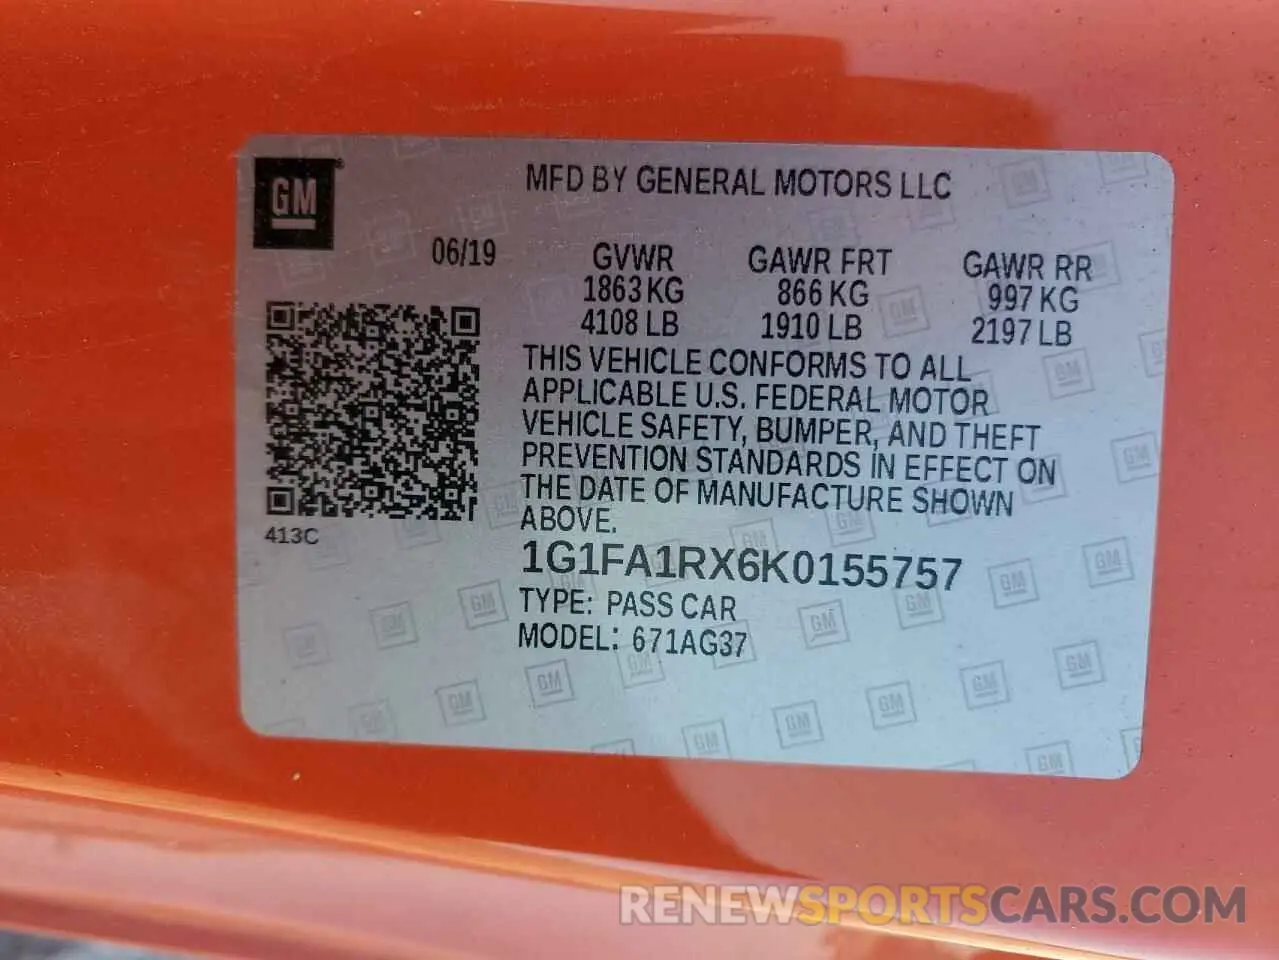 GM
MFD BY GENERAL MOTORS LLC
06/19 GVWR GAWR FRT GAWR RR
1863 KG 866 KG 997 KG
4108 LB 1910 LB 2197 LB
THIS VEHICLE CONFORMS TO ALL
APPLICABLE U.S. FEDERAL MOTOR
VEHICLE SAFETY, BUMPER, AND THEFT
PREVENTION STANDARDS IN EFFECT ON
THE DATE OF MANUFACTURE SHOWN
ABOVE.
413C
1G1FA1RX6K0155757
TYPE: PASS CAR
MODEL: 671AG37
RENEWSPORTSCARS.COM